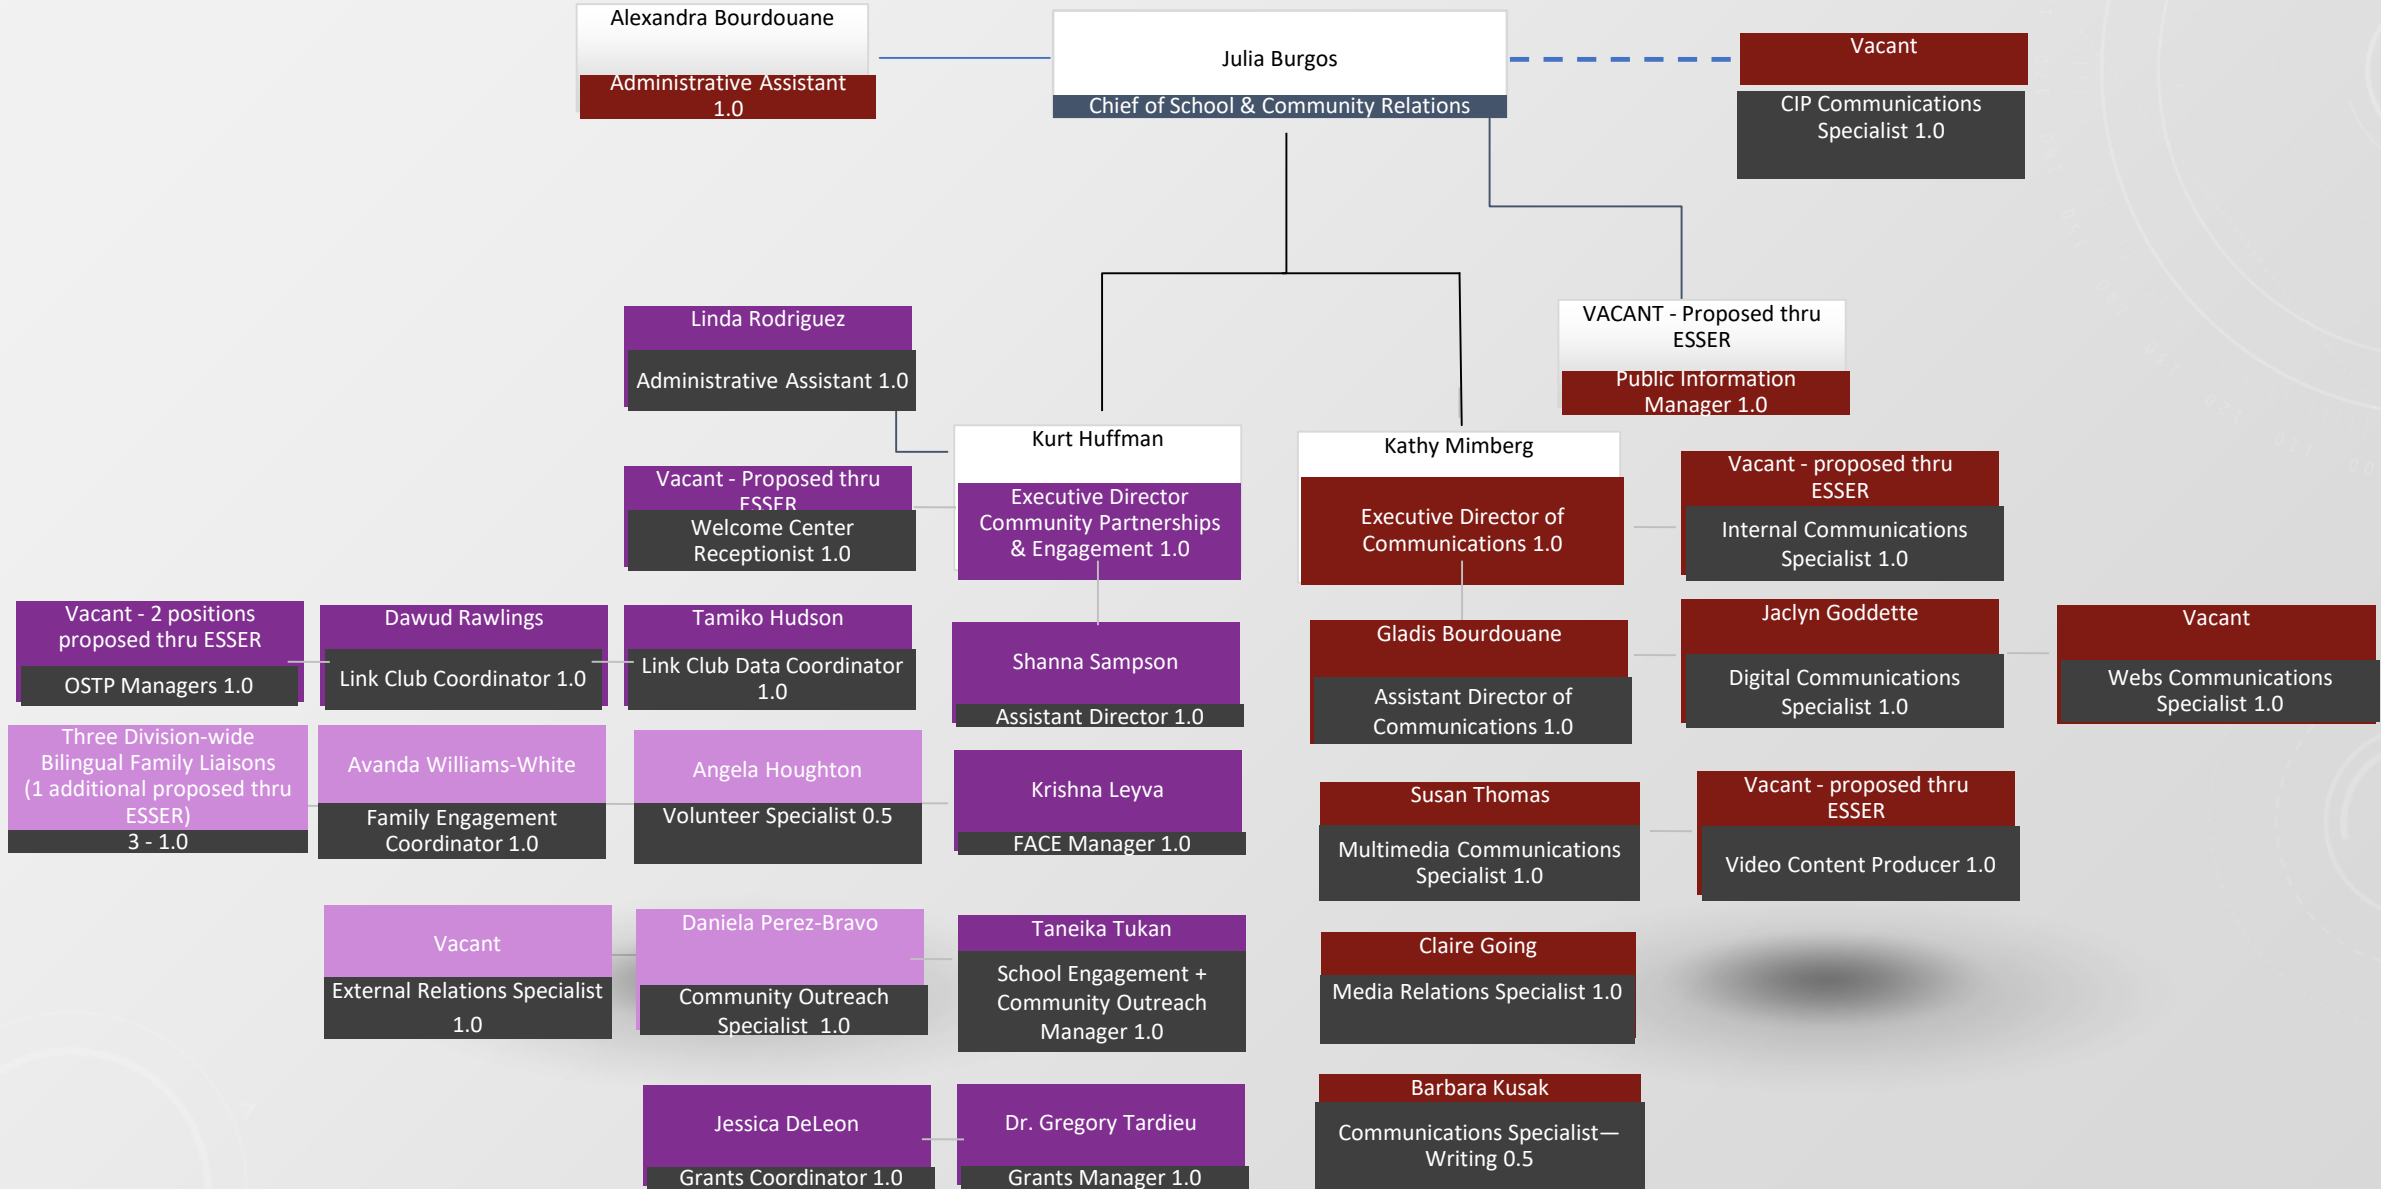 Alexandra Bourdouane
Administrative Assistant
1.0
Julia Burgos
Chief of School & Community Relations
Vacant
CIP Communications
Specialist 1.0
Linda Rodriguez
Administrative Assistant 1.0
VACANT - Proposed thru
ESSER
Public Information
Manager 1.0
Vacant - Proposed thru
ESSER
Welcome Center
Receptionist 1.0
Kurt Huffman
Executive Director
Community Partnerships
& Engagement 1.0
Kathy Mimberg
Executive Director of
Communications 1.0
Vacant - proposed thru
ESSER
Internal Communications
Specialist 1.0
Vacant - 2 positions
proposed thru ESSER
OSTP Managers 1.0
Dawud Rawlings
Link Club Coordinator 1.0
Tamiko Hudson
Link Club Data Coordinator
1.0
Shanna Sampson
Assistant Director 1.0
Gladis Bourdouane
Assistant Director of
Communications 1.0
Jaclyn Goddette
Digital Communications
Specialist 1.0
Vacant
Webs Communications
Specialist 1.0
Three Division-wide
Bilingual Family Liaisons
(1 additional proposed thru
ESSER)
3 - 1.0
Avanda Williams-White
Family Engagement
Coordinator 1.0
Angela Houghton
Volunteer Specialist 0.5
Krishna Leyva
FACE Manager 1.0
Susan Thomas
Multimedia Communications
Specialist 1.0
Vacant - proposed thru
ESSER
Video Content Producer 1.0
Vacant
External Relations Specialist
1.0
Daniela Perez-Bravo
Community Outreach
Specialist 1.0
Taneika Tukan
School Engagement +
Community Outreach
Manager 1.0
Claire Going
Media Relations Specialist 1.0
Jessica DeLeon
Grants Coordinator 1.0
Dr. Gregory Tardieu
Grants Manager 1.0
Barbara Kusak
Communications Specialist—
Writing 0.5